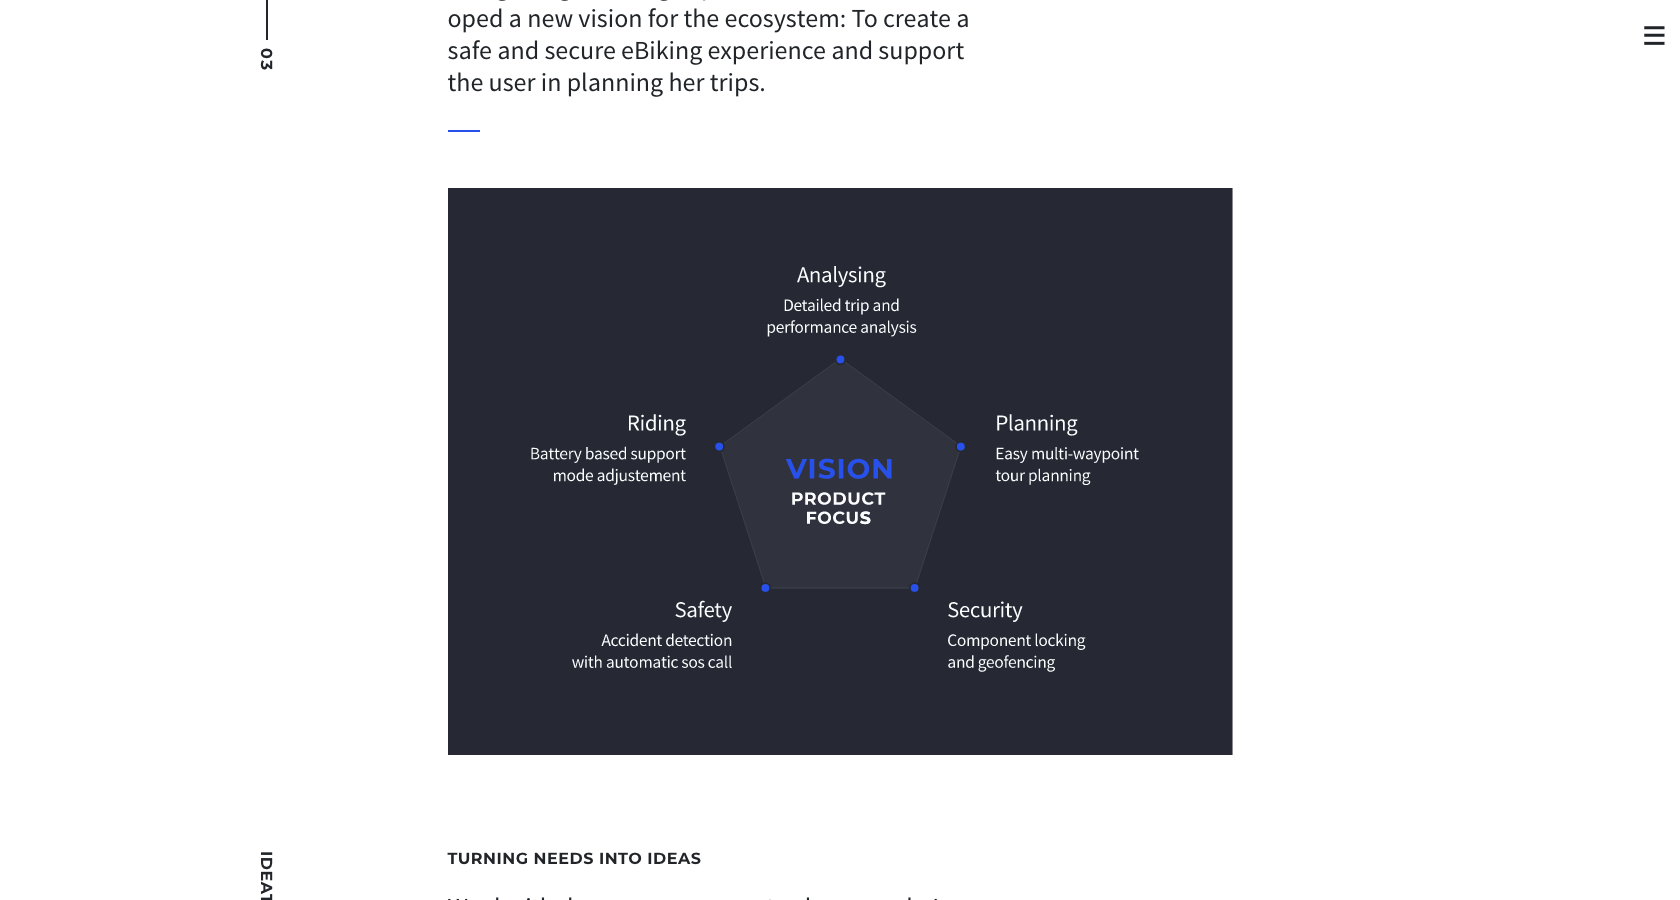 oped a new vision for the ecosystem: To create a
safe and secure eBiking experience and support
the user in planning her trips.
03
Analysing
Detailed trip and
performance analysis
Riding
Battery based support
mode adjustement
Planning
Easy multi-waypoint
tour planning
VISION
PRODUCT
FOCUS
Safety
Accident detection
with automatic sos call
Security
Component locking
and geofencing
TURNING NEEDS INTO IDEAS